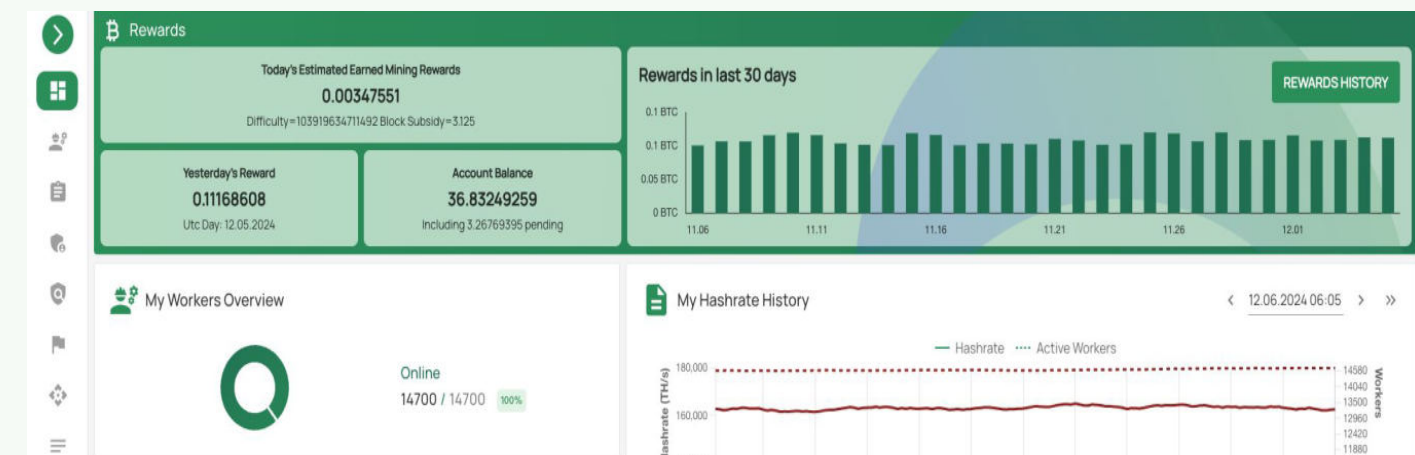 Rewards
Today's Estimated Earned Mining Rewards
0.00347551
Difficulty=103919634711492 Block Subsidy=3.125
Yesterday's Reward
0.11168608
Utc Day: 12.05.2024
Account Balance
36.83249259
Including 3.26769395 pending
Rewards in last 30 days
REWARDS HISTORY
0.1 BTC
0.1 BTC
0.05 BTC
0 BTC
11.06 11.11 11.16 11.21 11.26 12.01
My Workers Overview
Online
14700 / 14700 100%
My Hashrate History
12.06.2024 06:05
Hashrate Active Workers
180,000
160,000
(TH/s)
14580
14040
13500
12960
12420
11880
Workers